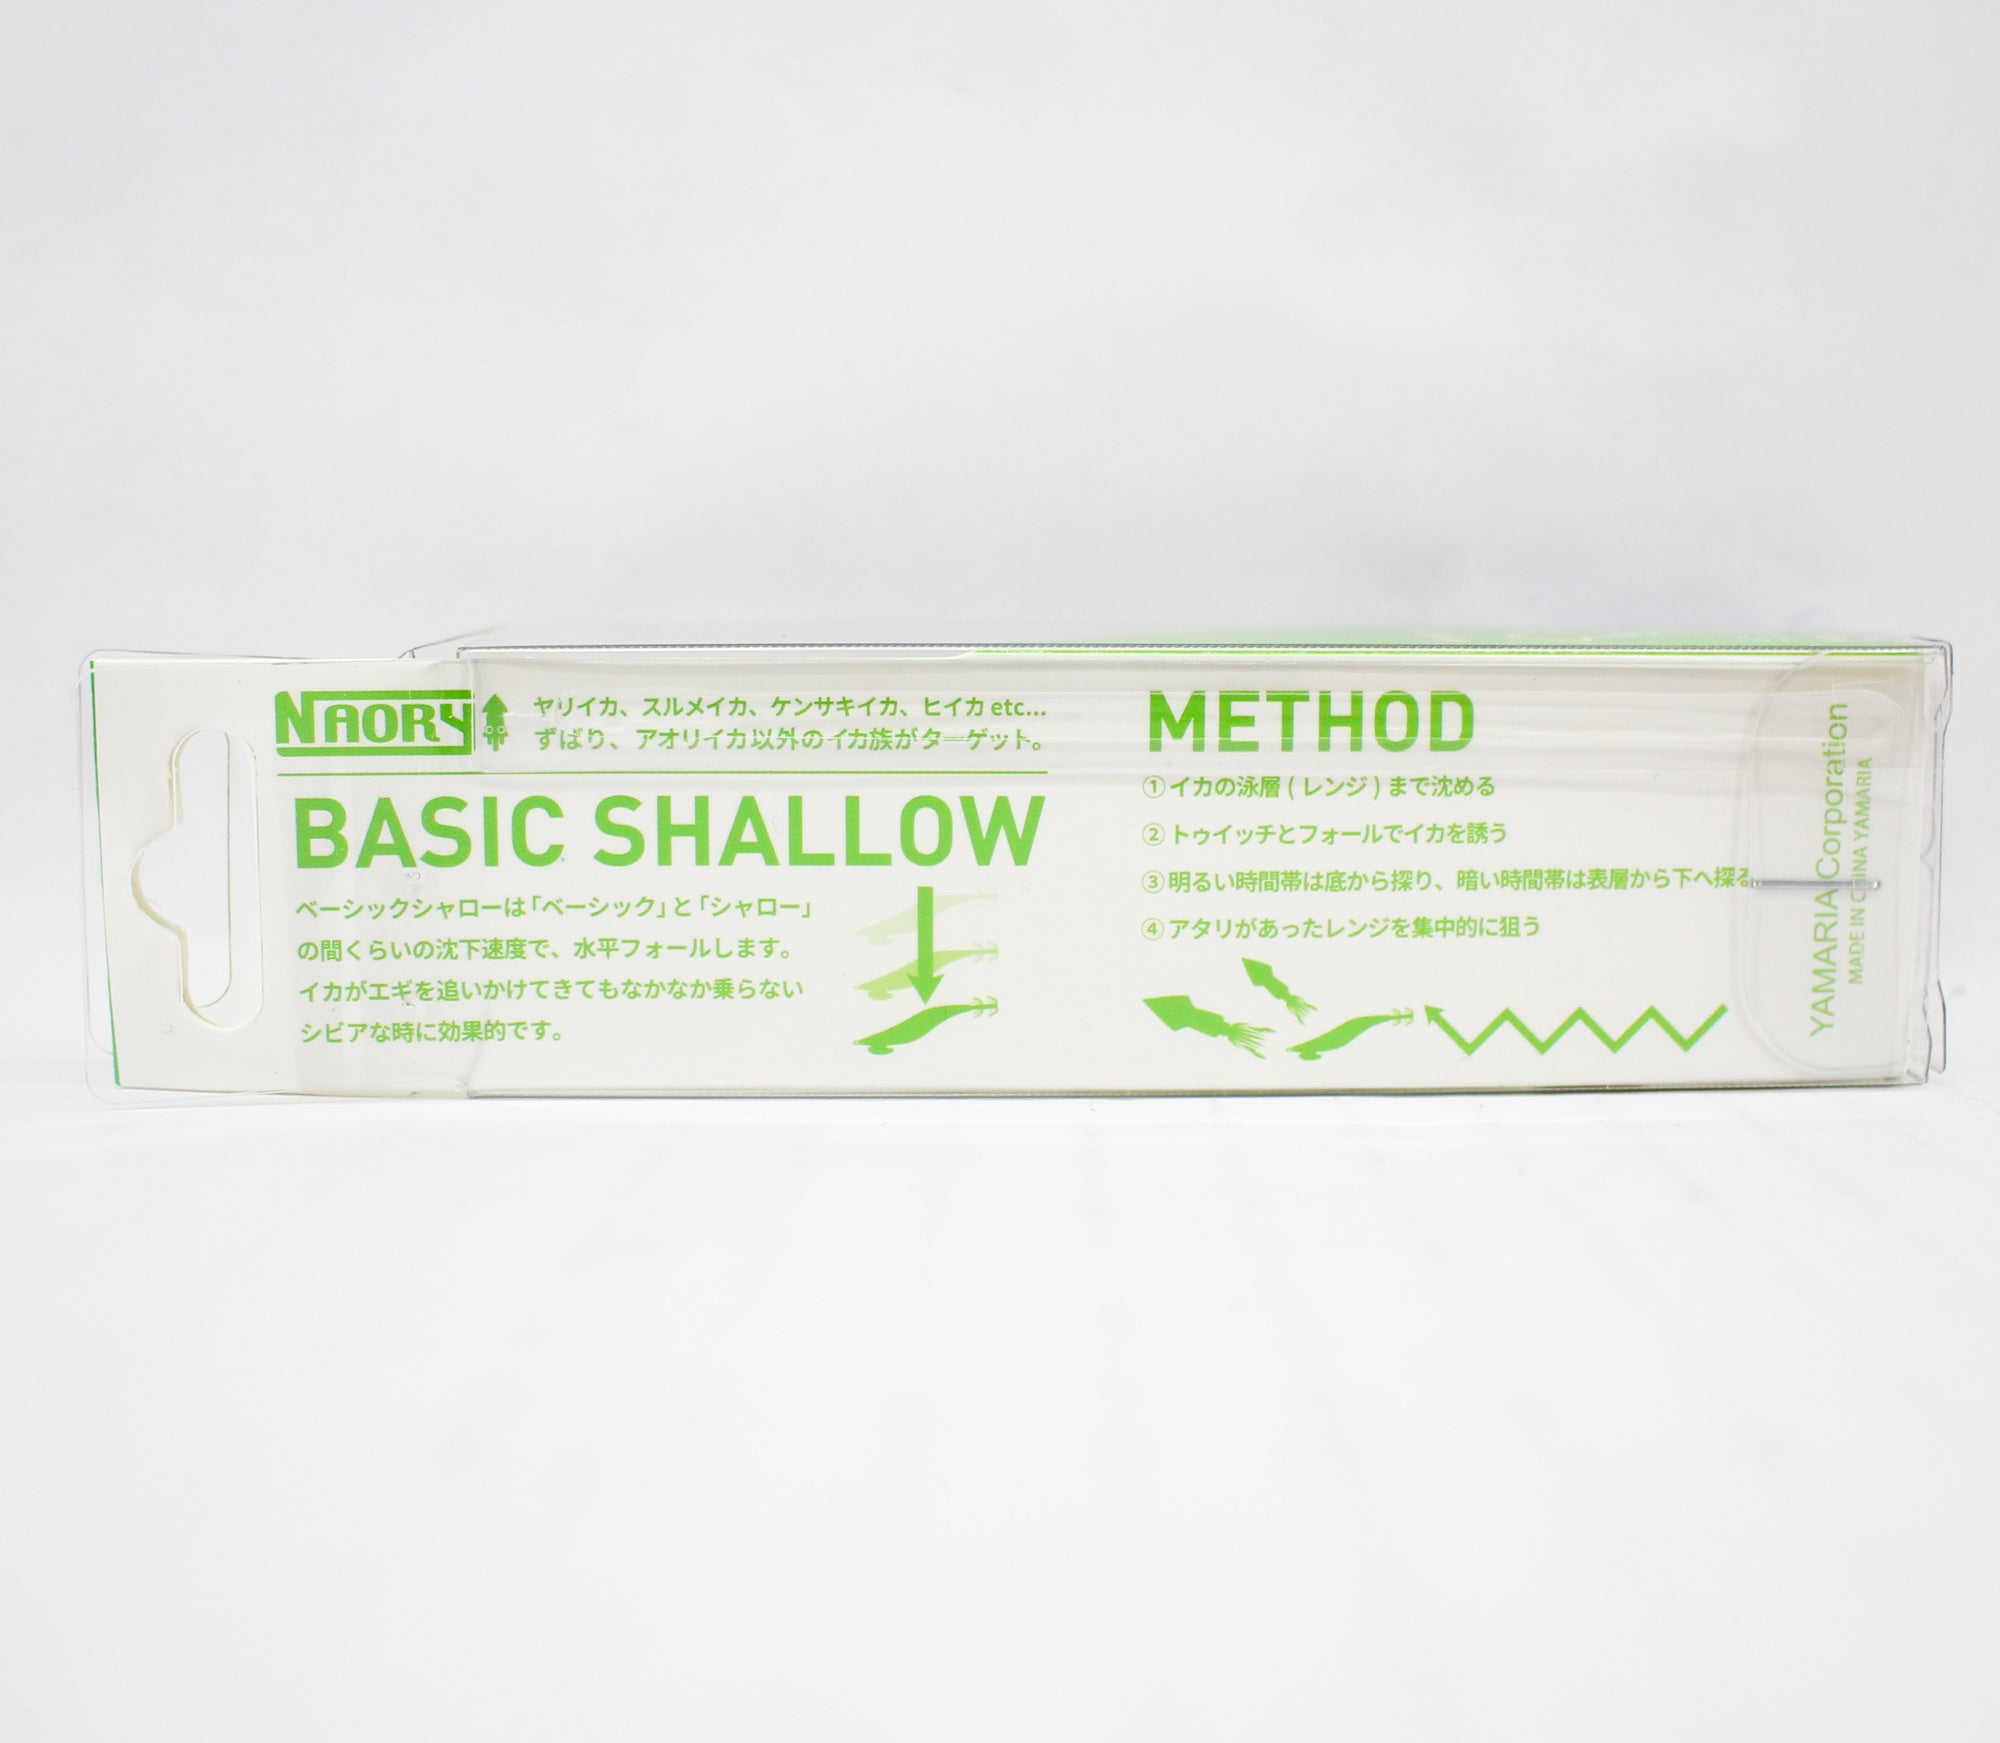 NAORY
ヤリイカ、スルメイカ、ケンサキイカ、ヒイカ etc...
ずばり、アオリイカ以外のイカ族がターゲット。
BASIC SHALLOW
ベーシックシャローは「ベーシック」と「シャロー」
の間くらいの沈下速度で、水平フォールします。
イカがエギを追いかけてきてもなかなか乗らない
シビアな時に効果的です。
METHOD
①イカの泳層 ( レンジ ) まで沈める
②トゥイッチとフォールでイカを誘う
③明るい時間帯は底から探り、暗い時間帯は表層から下へ探る
④アタリがあったレンジを集中的に狙う
YAMARIA Corporation
MADE IN CHINA YAMARIA